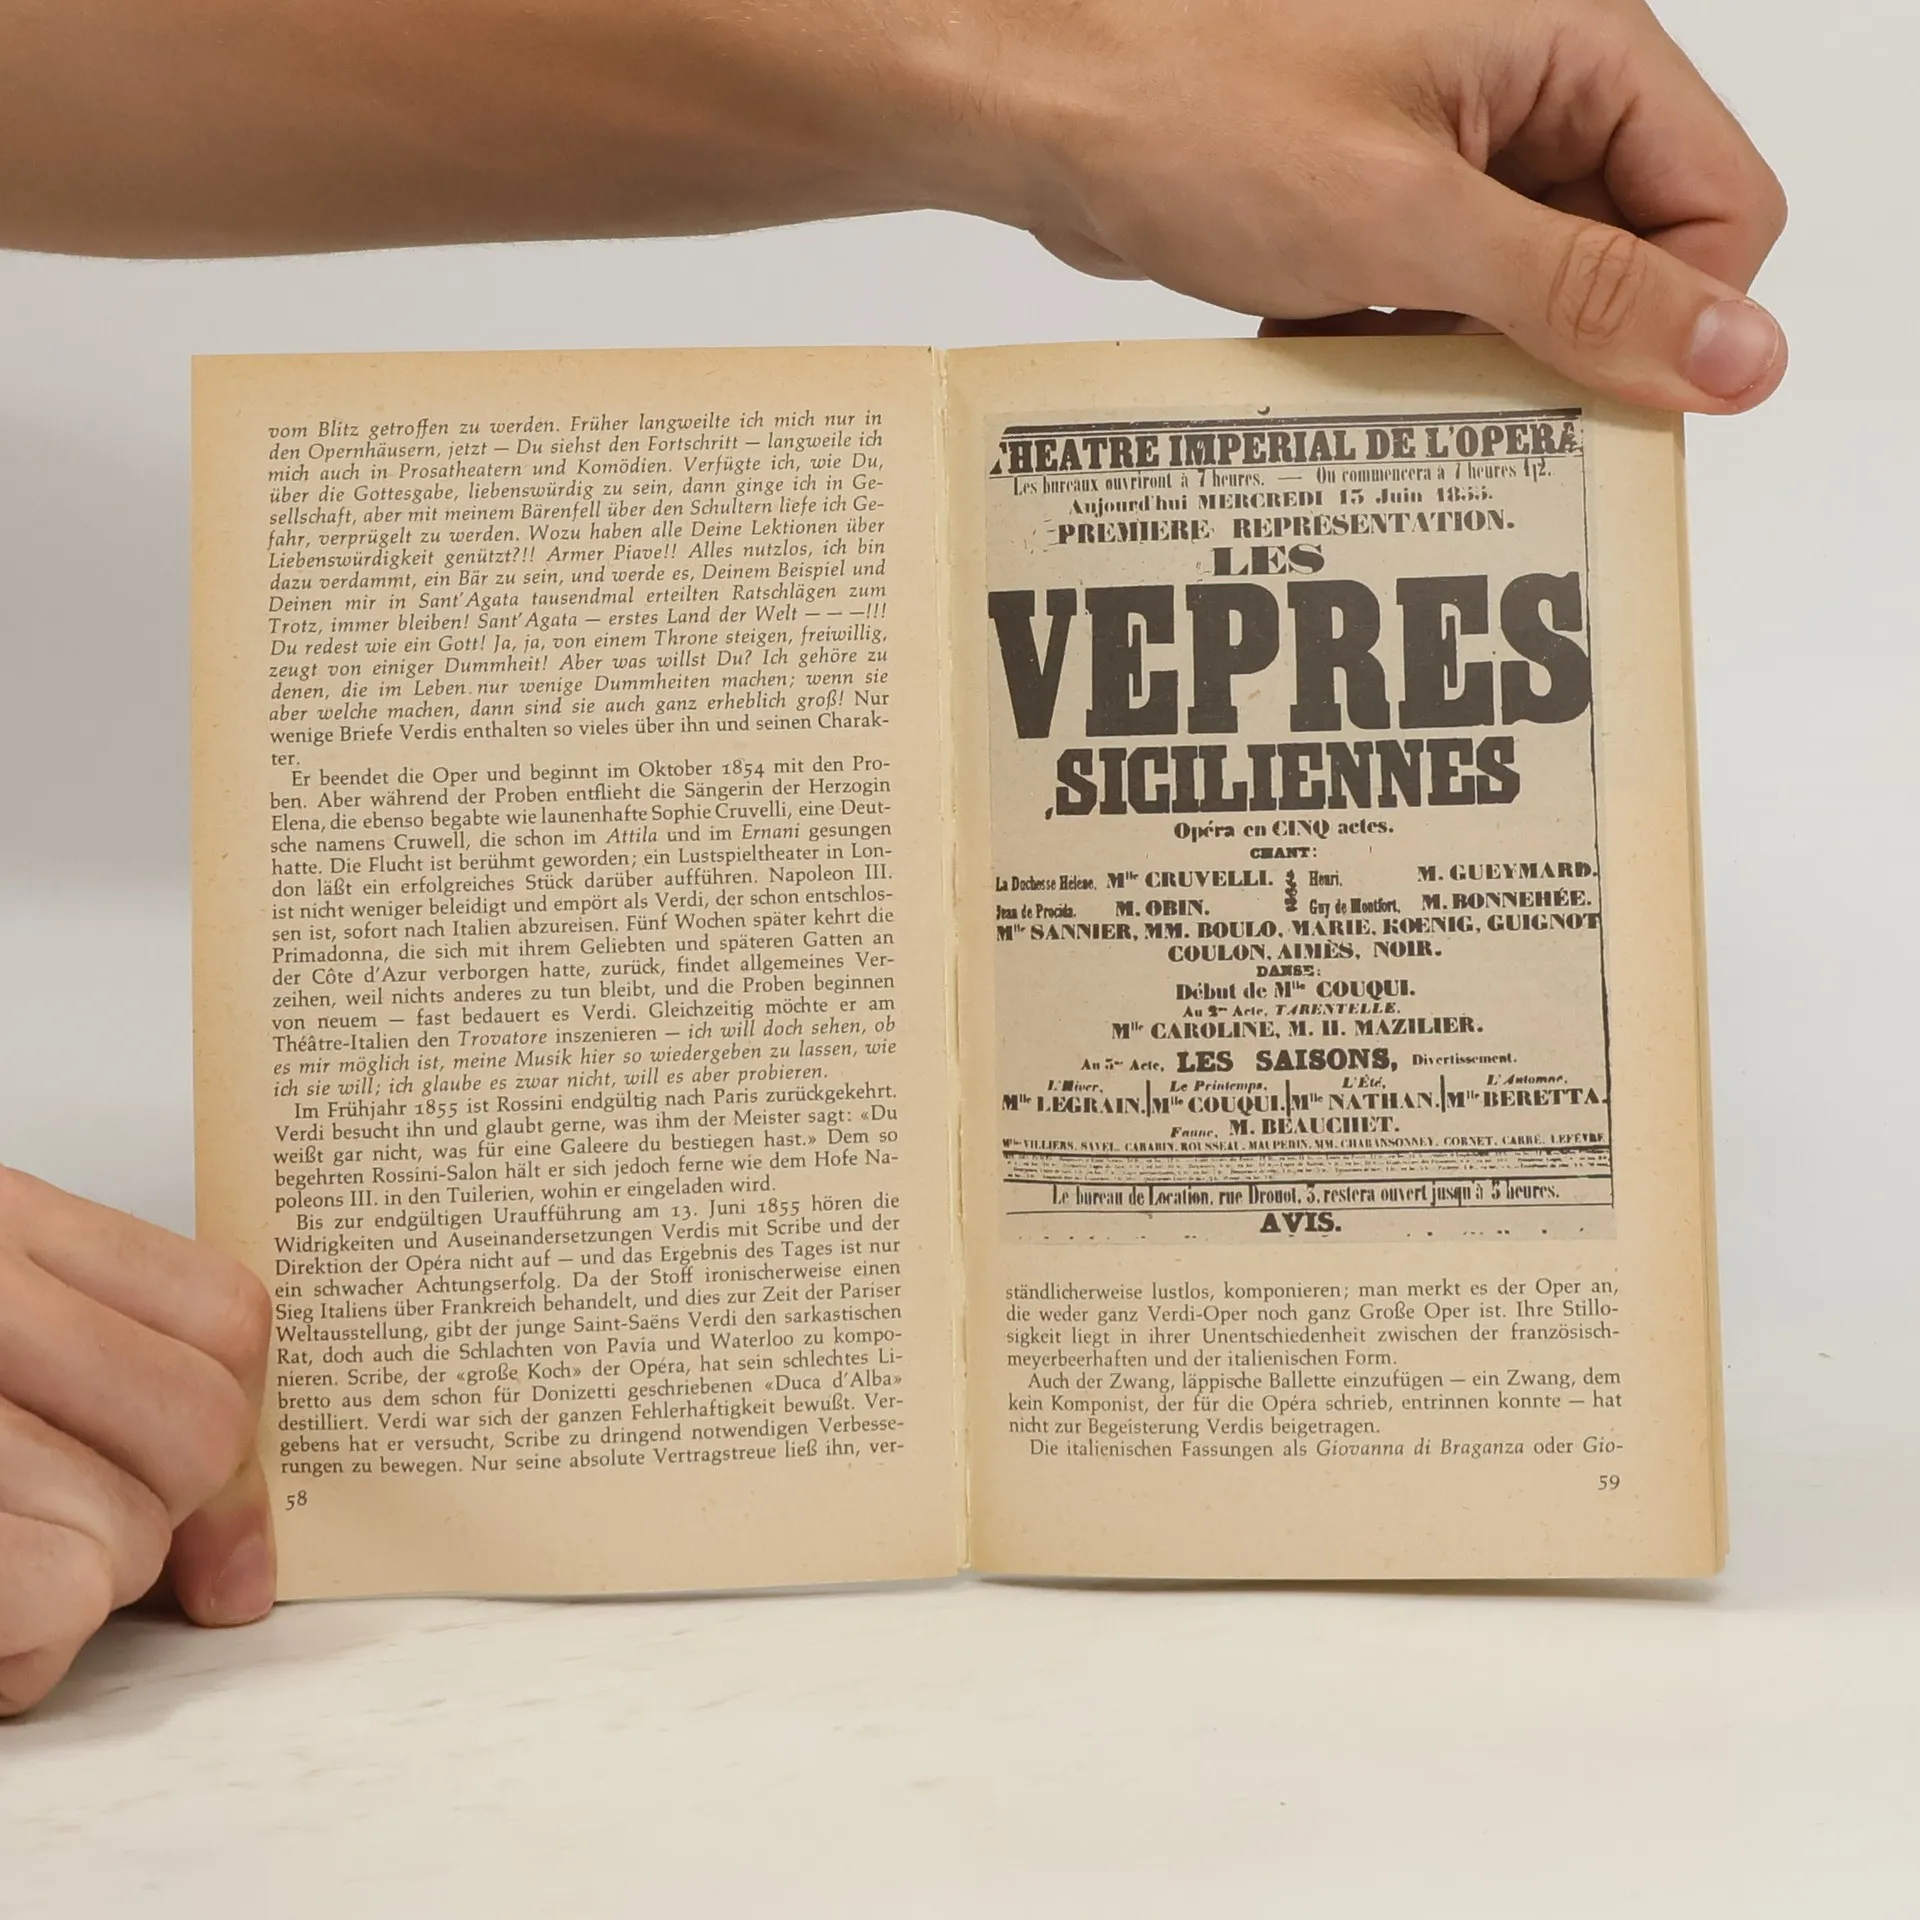 vom Blitz getroffen zu werden. Früher langweilte ich mich nur in
den Opernhäusern, jetzt — Du siehst den Fortschritt — langweile ich
mich auch in Prosatheatern und Komödien. Verfügte ich, wie Du,
über die Gottesgabe, liebenswürdig zu sein, dann ginge ich in Ge-
sellschaft, aber mit meinem Bärenfell über den Schultern liefe ich Ge-
fahr, verprügelt zu werden. Wozu haben alle Deine Lektionen über
Liebenswürdigkeit genützt?!! Armer Piave!! Alles nutzlos, ich bin
dazu verdammt, ein Bär zu sein, und werde es, Deinem Beispiel und
Deinen mir in Sant'Agata tausendmal erteilten Ratschlägen zum
Trotz, immer bleiben! Sant'Agata — erstes Land der Welt — — —!!!
Du redest wie ein Gott! Ja, ja, von einem Throne steigen, freiwillig,
zeugt von einiger Dummheit! Aber was willst Du? Ich gehöre zu
denen, die im Leben nur wenige Dummheiten machen; wenn sie
aber welche machen, dann sind sie auch ganz erheblich groß! Nur
wenige Briefe Verdis enthalten so vieles über ihn und seinen Charak-
ter.
Er beendet die Oper und beginnt im Oktober 1854 mit den Pro-
ben. Aber während der Proben entflieht die Sängerin der Herzogin
Elena, die ebenso begabte wie launenhafte Sophie Cruvelli, eine Deut-
sche namens Cruwell, die schon im Attila und im Ernani gesungen
hatte. Die Flucht ist berühmt geworden; ein Lustspieltheater in Lon-
don läßt ein erfolgreiches Stück darüber aufführen. Napoleon III.
ist nicht weniger beleidigt und empört als Verdi, der schon entschlos-
sen ist, sofort nach Italien abzureisen. Fünf Wochen später kehrt die
Primadonna, die sich mit ihrem Geliebten und späteren Gatten an
der Côte d'Azur verborgen hatte, zurück, findet allgemeines Ver-
zeihen, weil nichts anderes zu tun bleibt, und die Proben beginnen
von neuem — fast bedauert es Verdi. Gleichzeitig möchte er am
Théâtre-Italien den Trovatore inszenieren — ich will doch sehen, ob
es mir möglich ist, meine Musik hier so wiedergeben zu lassen, wie
ich sie will; ich glaube es zwar nicht, will es aber probieren.
Im Frühjahr 1855 ist Rossini endgültig nach Paris zurückgekehrt.
Verdi besucht ihn und glaubt gerne, was ihm der Meister sagt: «Du
weißt gar nicht, was für eine Galeere du bestiegen hast.» Dem so
begehrten Rossini-Salon hält er sich jedoch ferne wie dem Hofe Na-
poleons III. in den Tuilerien, wohin er eingeladen wird.
Bis zur endgültigen Uraufführung am 13. Juni 1855 hören die
Widrigkeiten und Auseinandersetzungen Verdis mit Scribe und der
Direktion der Opéra nicht auf — und das Ergebnis des Tages ist nur
ein schwacher Achtungserfolg. Da der Stoff ironischerweise einen
Sieg Italiens über Frankreich behandelt, und dies zur Zeit der Pariser
Weltausstellung, gibt der junge Saint-Saëns Verdi den sarkastischen
Rat, doch auch die Schlachten von Pavia und Waterloo zu kompo-
nieren. Scribe, der «große Koch» der Opéra, hat sein schlechtes Li-
bretto aus dem schon für Donizetti geschriebenen «Duca d'Alba»
destilliert. Verdi war sich der ganzen Fehlerhaftigkeit bewußt. Ver-
gebens hat er versucht, Scribe zu dringend notwendigen Verbesse-
rungen zu bewegen. Nur seine absolute Vertragstreue ließ ihn, ver-
58
THEATRE IMPERIAL DE L'OPERA
Les bureaux ouvriront à 7 heures. — On commencera à 7 heures 1/2.
Aujourd'hui MERCREDI 13 Juin 1855.
PREMIERE REPRÉSENTATION.
LES
VEPRES
SICILIENNES
Opéra en CINQ actes.
CHANT:
La Duchesse Hélène, Mlle CRUVELLI. Henri, M. GUEYMARD.
Jean de Procida, M. OBIN. Guy de Montfort, M. BONNEHÉE.
Mlle SANNIER, MM. BOULO, MARIE, KOENIG, GUIGNOT
COULON, AIMÈS, NOIR.
DANSE:
Début de Mlle COUQUI.
Au 2me Acte, TARENTELLE.
Mlle CAROLINE, M. H. MAZILIER.
Au 3me Acte, LES SAISONS, Divertissement.
L'Hiver, Le Printemps, L'Été, L'Automne,
Mlle LEGRAIN. Mlle COUQUI. Mlle NATHAN. Mlle BERETTA.
Faune, M. BEAUCHET.
VILLIERS, SAVEL, CARABIN, ROUSSEAU, MAUPERIN, MM. CHARANSONNEY, CORNET, CARRÉ, LEFÈVRE
Le bureau de Location, rue Drouot, 3, restera ouvert jusqu'à 5 heures.
AVIS.
ständlicherweise lustlos, komponieren; man merkt es der Oper an,
die weder ganz Verdi-Oper noch ganz Große Oper ist. Ihre Stillo-
sigkeit liegt in ihrer Unentschiedenheit zwischen der französisch-
meyerbeerhaften und der italienischen Form.
Auch der Zwang, läppische Ballette einzufügen — ein Zwang, dem
kein Komponist, der für die Opéra schrieb, entrinnen konnte — hat
nicht zur Begeisterung Verdis beigetragen.
Die italienischen Fassungen als Giovanna di Braganza oder Gio-
59